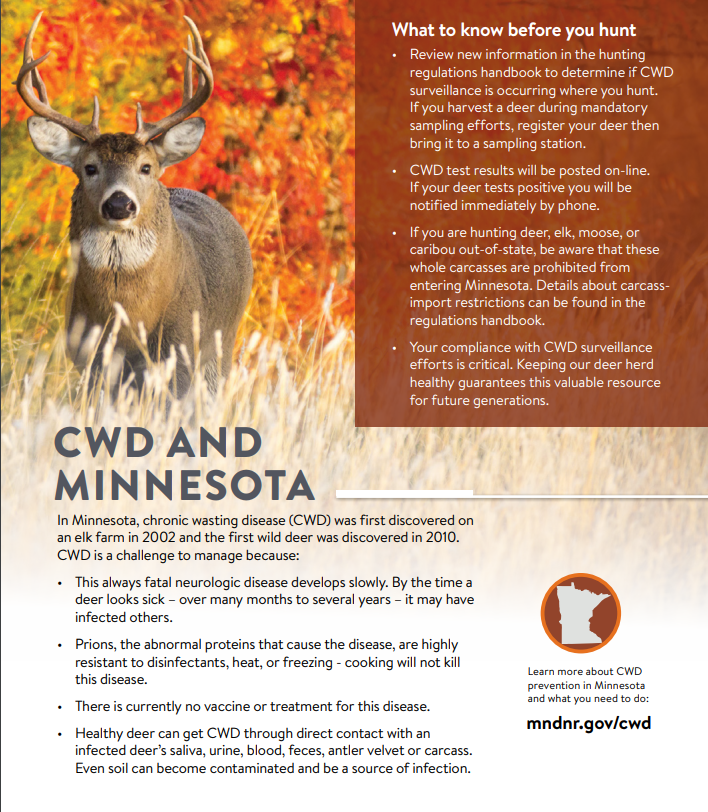 What to know before you hunt
• Review new information in the hunting
regulations handbook to determine if CWD
surveillance is occurring where you hunt.
If you harvest a deer during mandatory
sampling efforts, register your deer then
bring it to a sampling station.
• CWD test results will be posted on-line.
If your deer tests positive you will be
notified immediately by phone.
• If you are hunting deer, elk, moose, or
caribou out-of-state, be aware that these
whole carcasses are prohibited from
entering Minnesota. Details about carcass-
import restrictions can be found in the
regulations handbook.
• Your compliance with CWD surveillance
efforts is critical. Keeping our deer herd
healthy guarantees this valuable resource
for future generations.
CWD AND
MINNESOTA
In Minnesota, chronic wasting disease (CWD) was first discovered on
an elk farm in 2002 and the first wild deer was discovered in 2010.
CWD is a challenge to manage because:
• This always fatal neurologic disease develops slowly. By the time a
deer looks sick – over many months to several years – it may have
infected others.
• Prions, the abnormal proteins that cause the disease, are highly
resistant to disinfectants, heat, or freezing - cooking will not kill
this disease.
• There is currently no vaccine or treatment for this disease.
• Healthy deer can get CWD through direct contact with an
infected deer's saliva, urine, blood, feces, antler velvet or carcass.
Even soil can become contaminated and be a source of infection.
Learn more about CWD
prevention in Minnesota
and what you need to do:
mndnr.gov/cwd